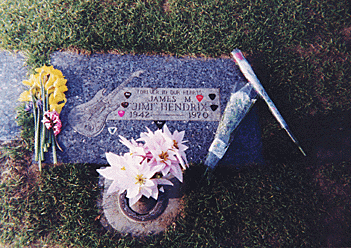 FOREVER IN OUR HEARTS
JAMES M.
"JIMI" HENDRIX
1942 1970